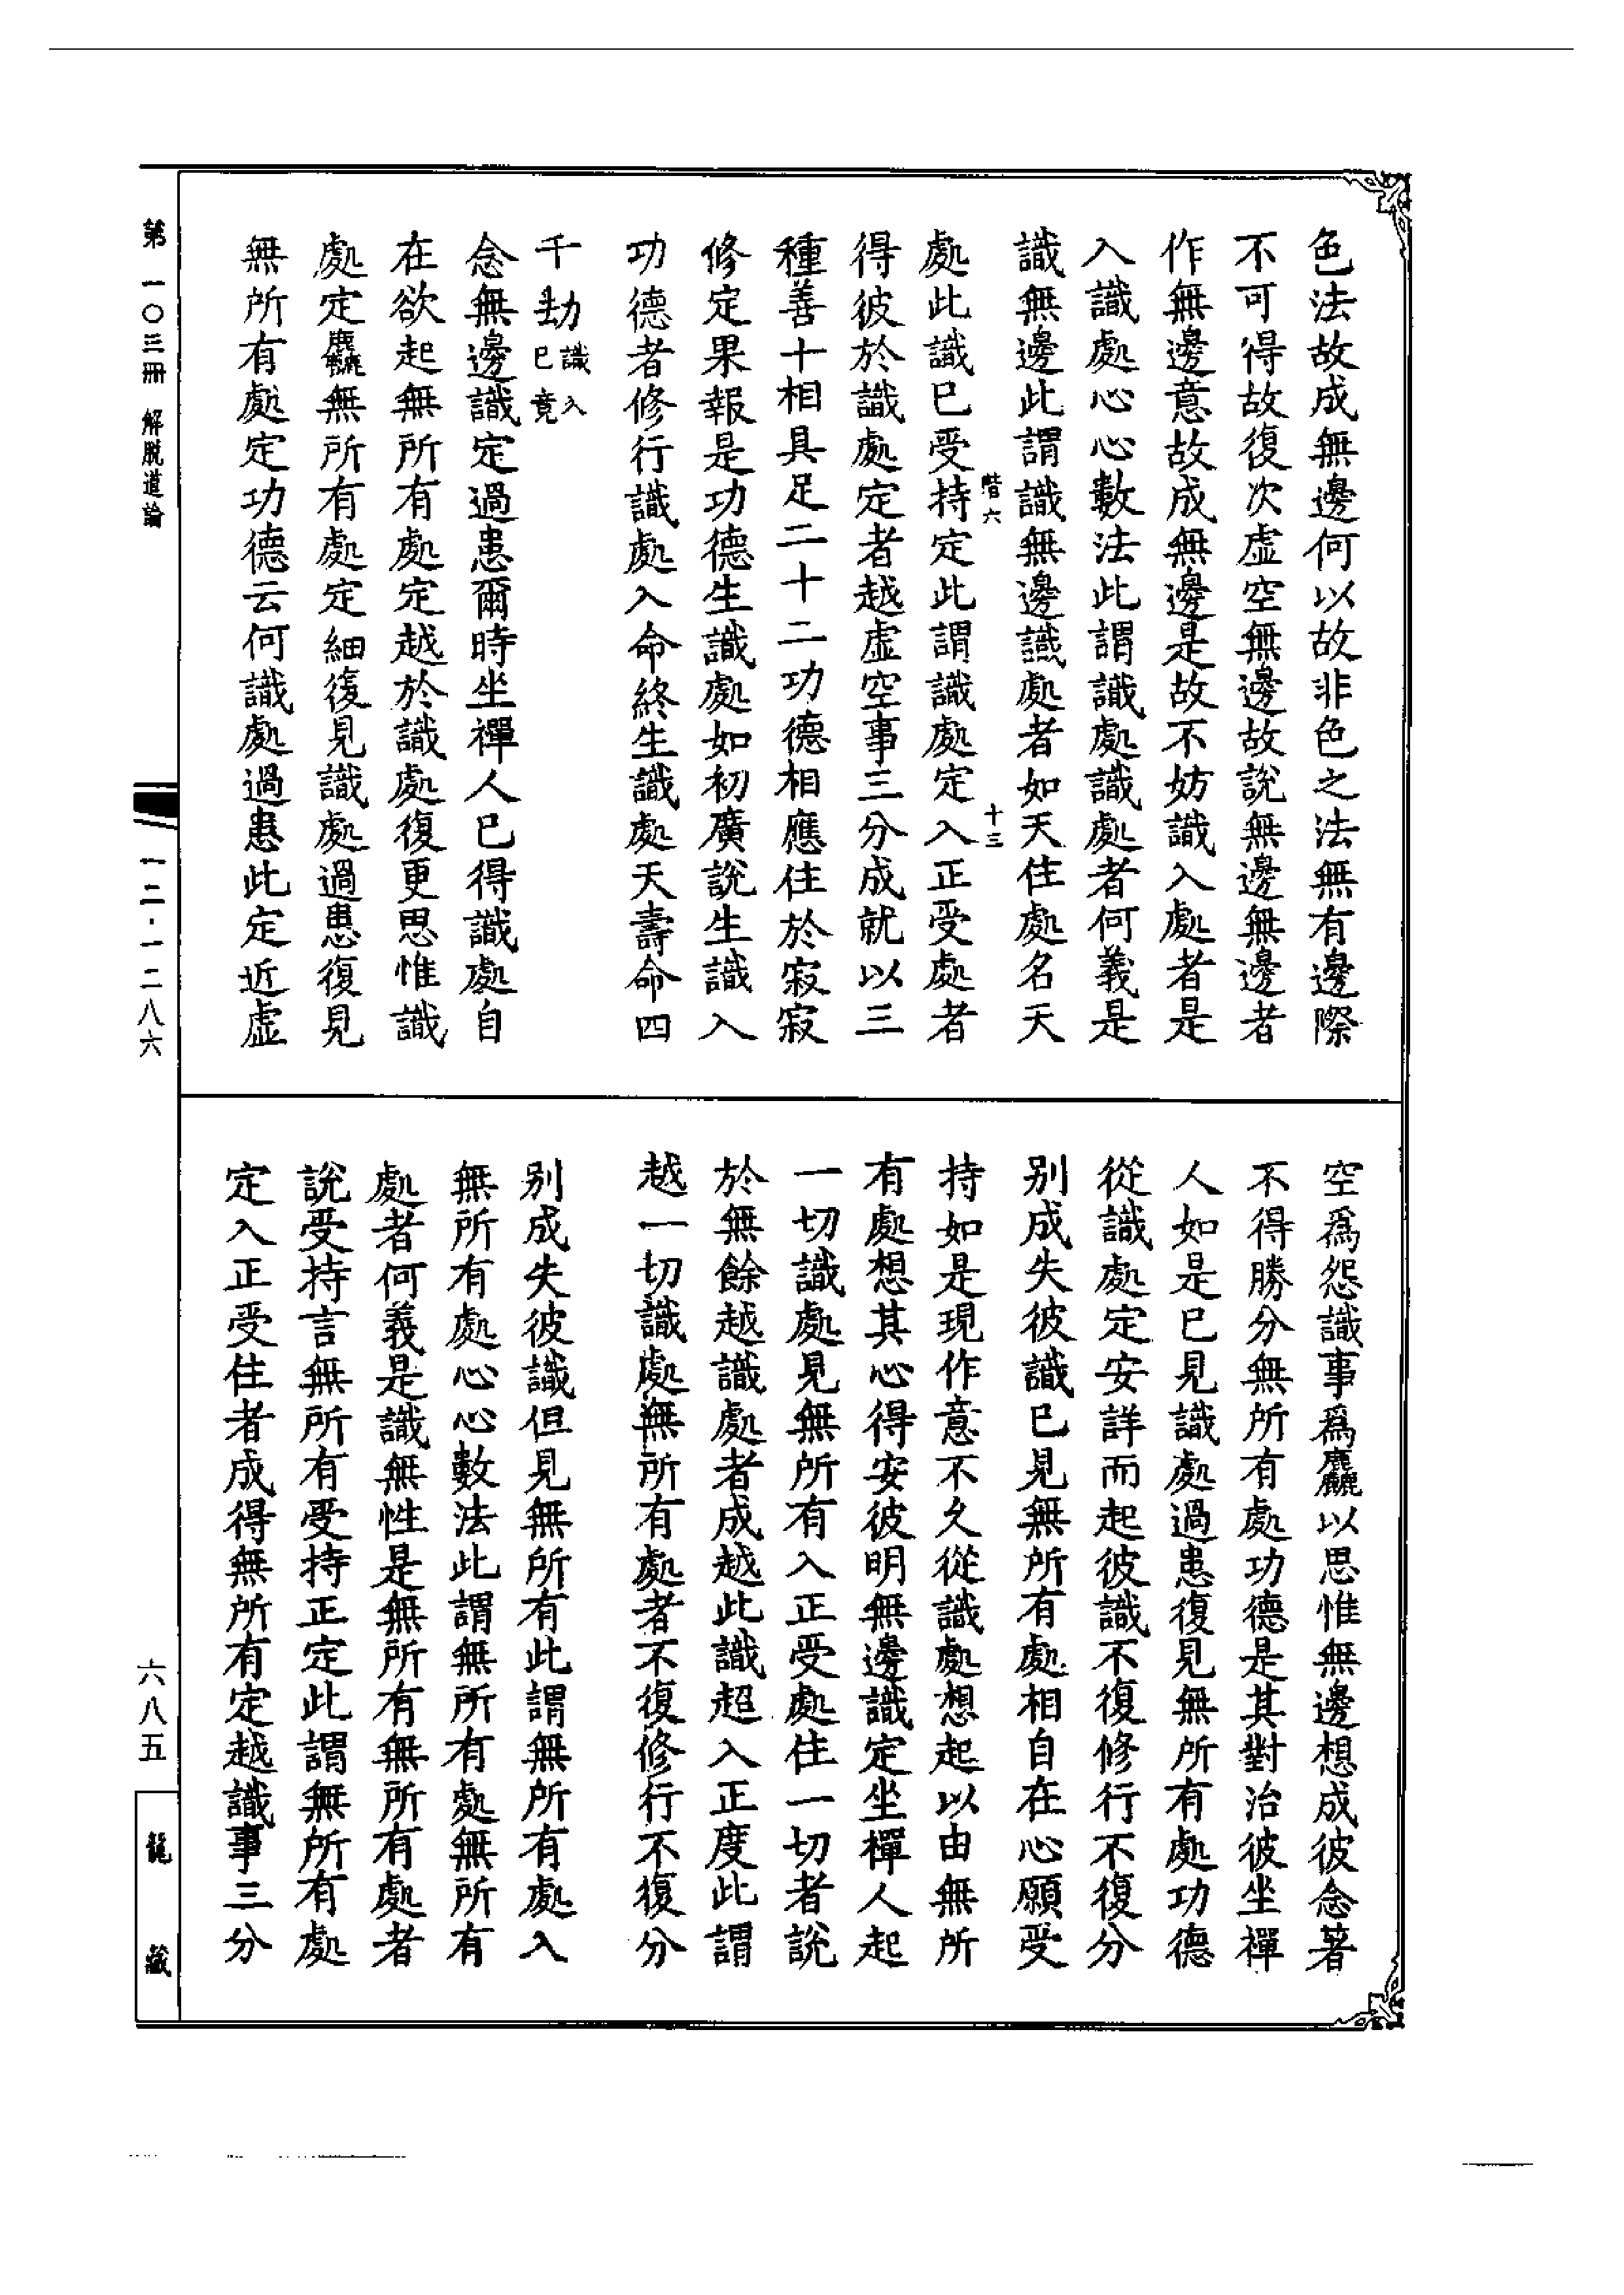 色法故成無邊何以故非色之法無有邊際
不可得故復次虛空無邊故說無邊無邊者
作無邊意故成無邊是故不妨識入處者是
入識處心心數法此謂識處識處者何義是
識無邊此謂識無邊識處者如天住處名天
階六 十三
處此識已受持定此謂識處定入正受處者
得彼於識處定者越虛空事三分成就以三
種善十相具足二十二功德相應住於寂寂
修定果報是功德生識處如初廣說生識入
功德者修行識處入命終生識處天壽命四
千劫識入已竟
念無邊識定過患爾時坐禪人已得識處自
在欲起無所有處定越於識處復更思惟識
處定麤無所有處定細復見識處過患復見
無所有處定功德云何識處過患此定近虛
空爲怨識事爲麤以思惟無邊想成彼念著
不得勝分無所有處功德是其對治彼坐禪
人如是已見識處過患復見無所有處功德
從識處定安詳而起彼識不復修行不復分
別成失彼識已見無所有處相自在心願受
持如是現作意不久從識處想起以由無所
有處想其心得安彼明無邊識定坐禪人起
一切識處見無所有入正受處住一切者說
於無餘越識處者成越此識超入正度此謂
越一切識處無所有處者不復修行不復分
別成失彼識但見無所有此謂無所有處入
無所有處心心數法此謂無所有處無所有
處者何義是識無性是無所有無所有處者
說受持言無所有受持正定此謂無所有處
定入正受住者成得無所有定越識事三分
第一〇三冊 解脱道論
一二·一二八六
六八五
龍藏